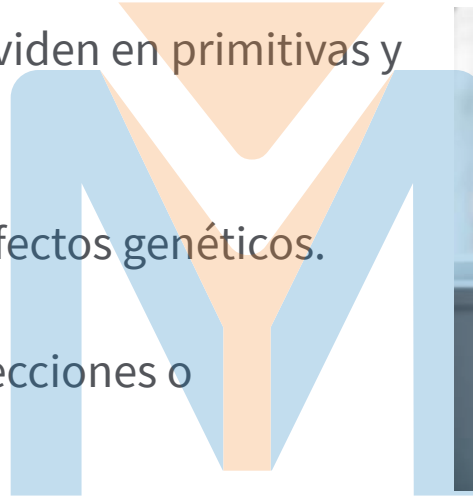 viden en primitivas y
fectos genéticos.
ecciones o